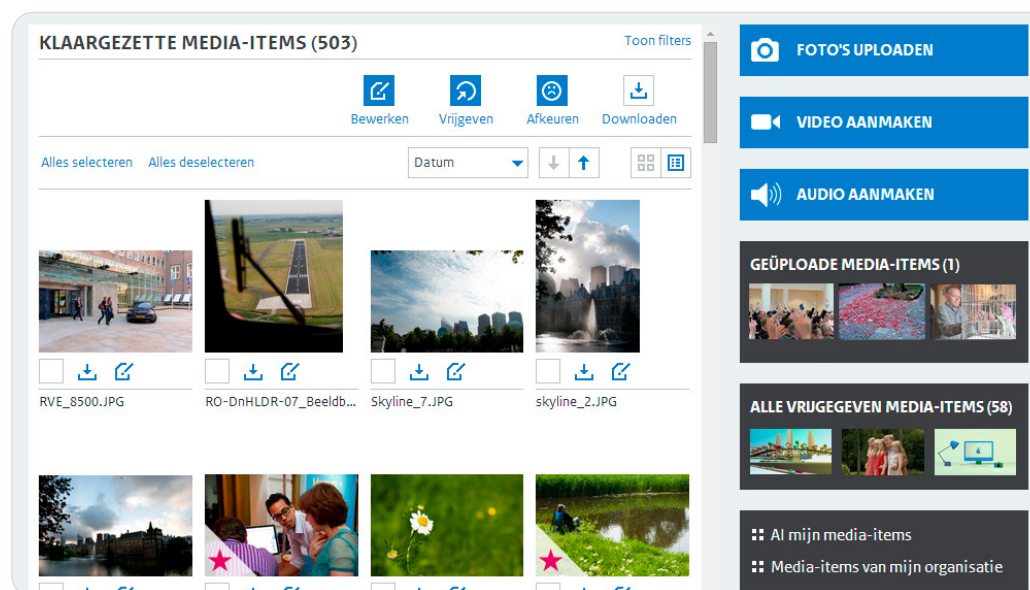 KLAARGEZETTE MEDIA-ITEMS (503)
Toon filters
Bewerken
Vrijgeven
Afkeuren
Downloaden
Alles selecteren
Alles deselecteren
Datum
RVE_8500.JPG
RO-DnHLDR-07_Beeldb...
Skyline_7.JPG
skyline_2.JPG
FOTO'S UPLOADEN
VIDEO AANMAKEN
AUDIO AANMAKEN
GEÜPLOADE MEDIA-ITEMS (1)
ALLE VRIJGEGEVEN MEDIA-ITEMS (58)
Al mijn media-items
Media-items van mijn organisatie